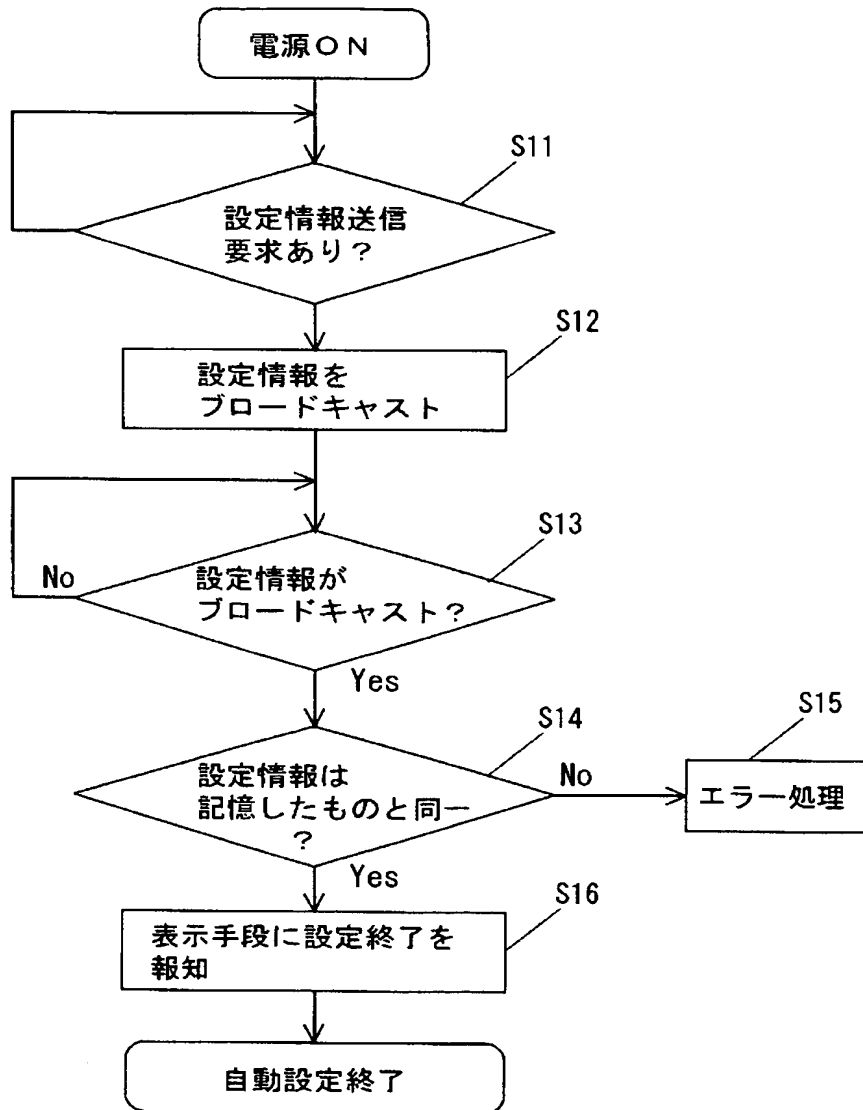 電源ＯＮ
S11
設定情報送信
要求あり？
S12
設定情報を
ブロードキャスト
S13
No
設定情報が
ブロードキャスト？
Yes
S14
設定情報は
記憶したものと同一
？
No
S15
エラー処理
Yes
S16
表示手段に設定終了を
報知
自動設定終了